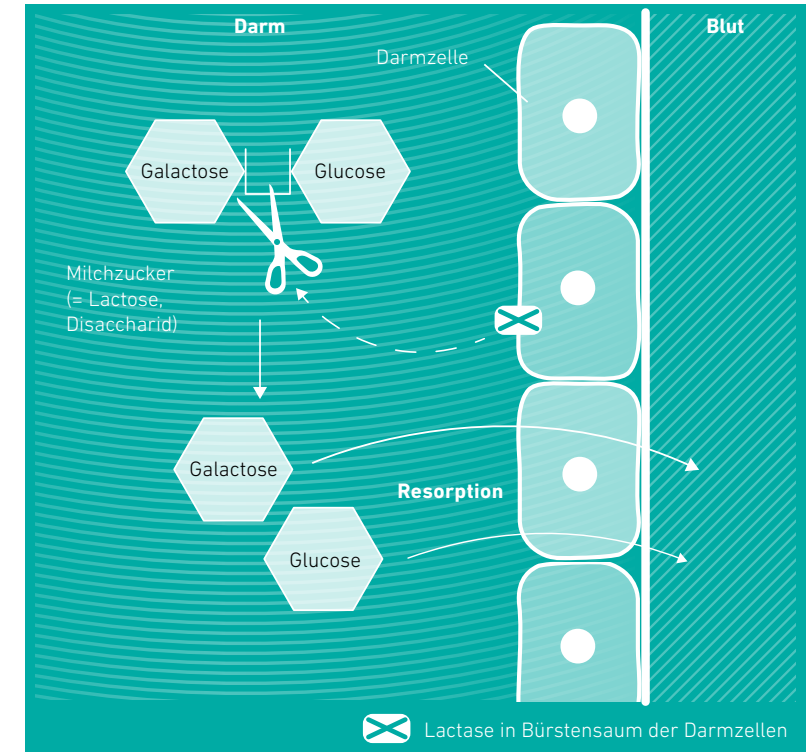 Darm
Blut
Darmzelle
Galactose
Glucose
Milchzucker
(= Lactose,
Disaccharid)
Galactose
Resorption
Glucose
Lactase in Bürstensaum der Darmzellen